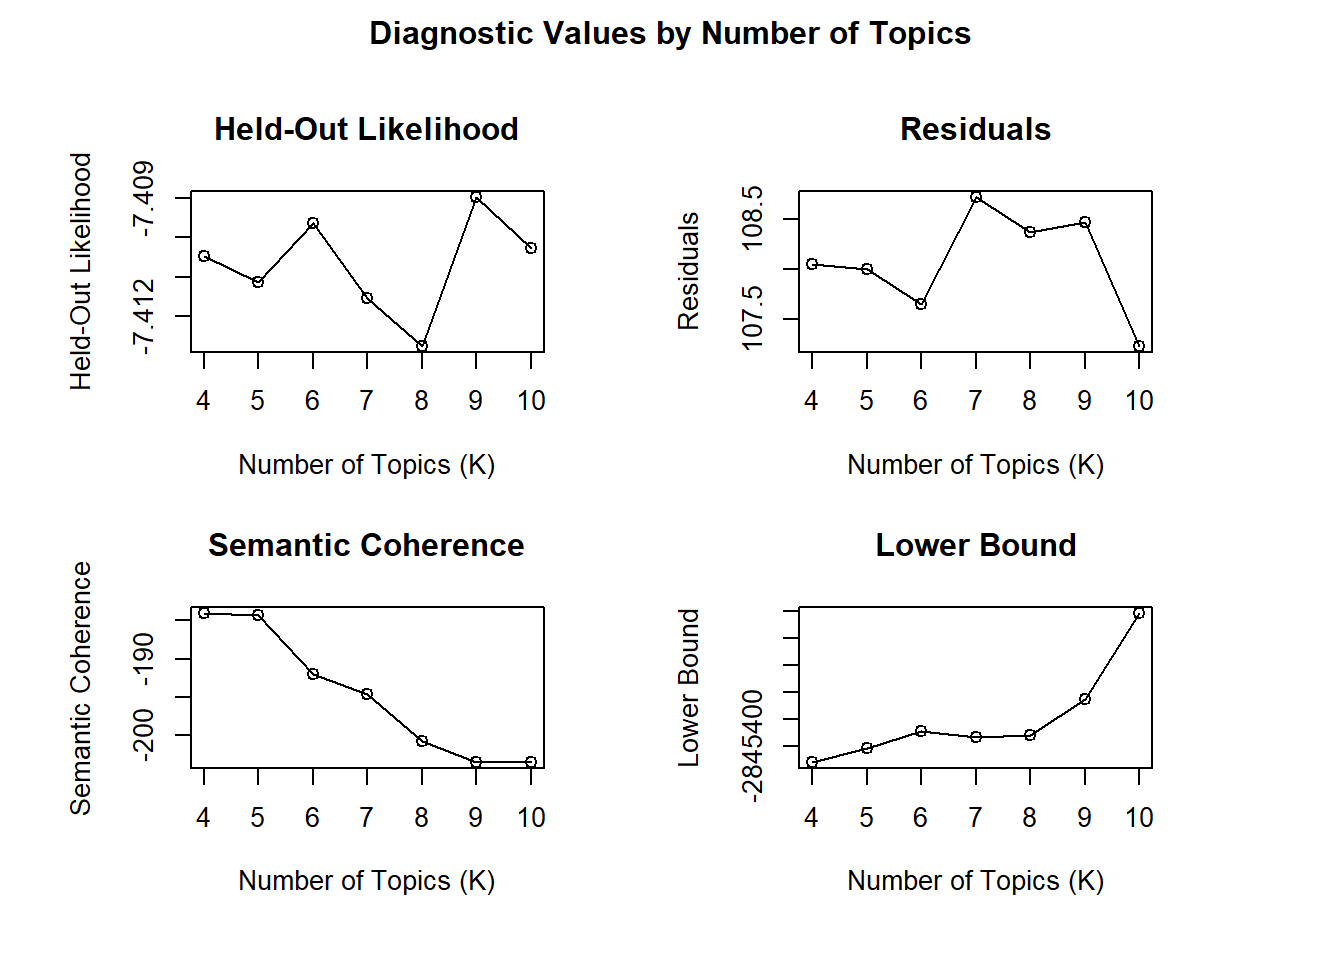 Diagnostic Values by Number of Topics
Held-Out Likelihood
Held-Out Likelihood
-7.409
-7.412
4 5 6 7 8 9 10
Number of Topics (K)
Residuals
Residuals
108.5
107.5
4 5 6 7 8 9 10
Number of Topics (K)
Semantic Coherence
Semantic Coherence
-190
-200
4 5 6 7 8 9 10
Number of Topics (K)
Lower Bound
Lower Bound
-2845400
4 5 6 7 8 9 10
Number of Topics (K)